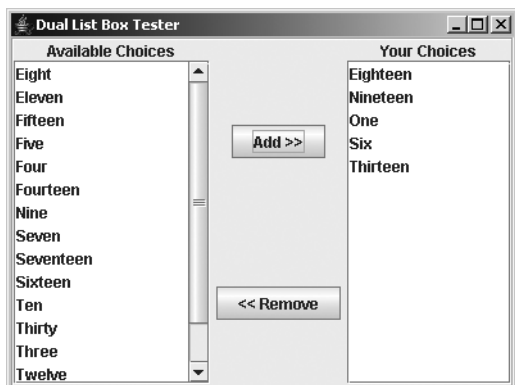 Dual List Box Tester
Available Choices
Eight
Eleven
Fifteen
Five
Four
Fourteen
Nine
Seven
Seventeen
Sixteen
Ten
Thirty
Three
Twelve
Add >>
<< Remove
Your Choices
Eighteen
Nineteen
One
Six
Thirteen